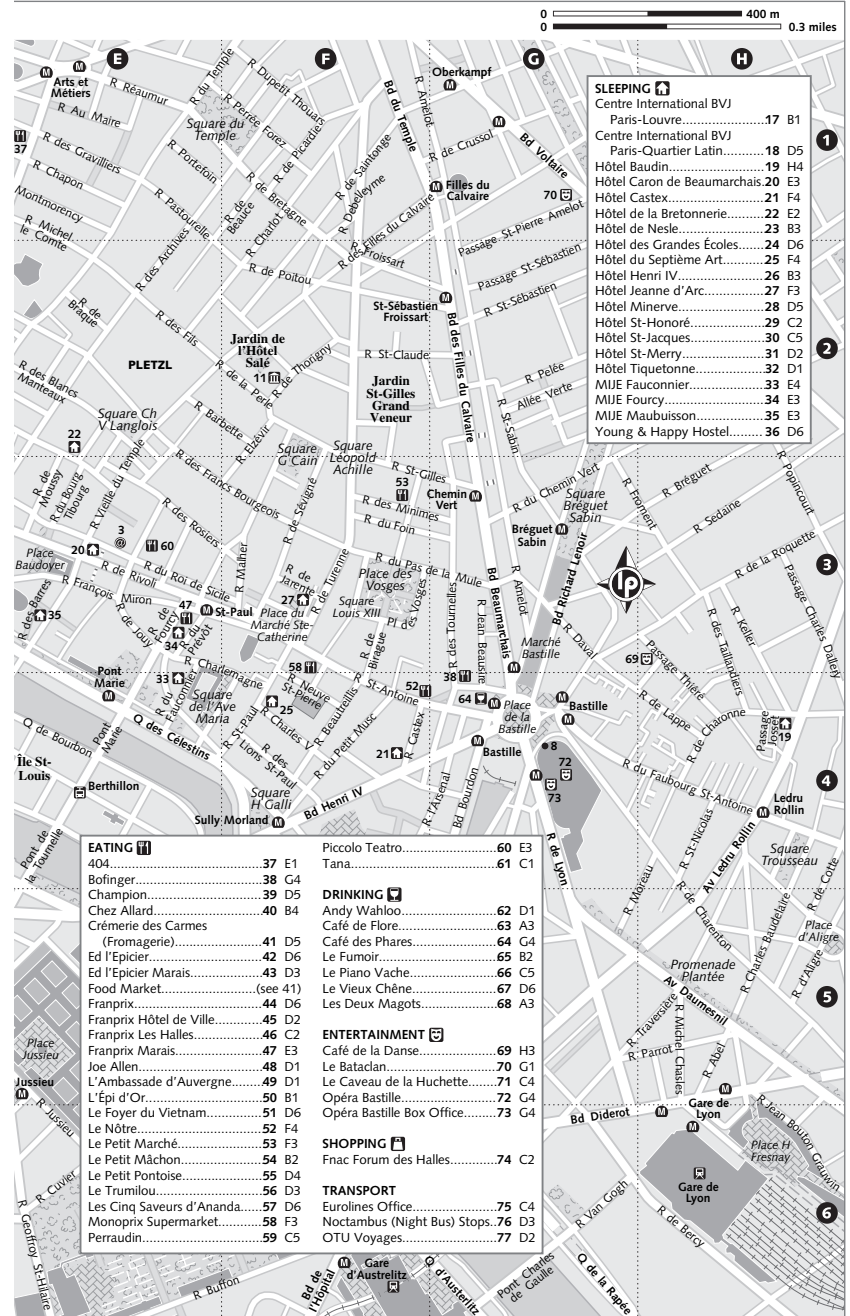 0 400 m
0 0.3 miles
E F G H
1
2
3
4
5
6
SLEEPING
Centre International BVJ
Paris-Louvre....................17 B1
Centre International BVJ
Paris-Quartier Latin.........18 D5
Hôtel Baudin.......................19 H4
Hôtel Caron de Beaumarchais.20 E3
Hôtel Castex.......................21 F4
Hôtel de la Bretonnerie.......22 E2
Hôtel de Nesle....................23 B3
Hôtel des Grandes Écoles....24 D6
Hôtel du Septième Art........25 F4
Hôtel Henri IV.....................26 B3
Hôtel Jeanne d'Arc..............27 F3
Hôtel Minerve.....................28 D5
Hôtel St-Honoré..................29 C2
Hôtel St-Jacques.................30 C5
Hôtel St-Merry....................31 D2
Hôtel Tiquetonne................32 D1
MIJE Fauconnier..................33 E4
MIJE Fourcy........................34 E3
MIJE Maubuisson................35 E3
Young & Happy Hostel........36 D6
Arts et
Métiers
R Réaumur
R du Temple
R Dupetit Thouars
R Perrée
Forez
R de Picardie
Square du
Temple
R Au Maire
37
R des Gravilliers
R Chapon
Montmorency
R Michel
le Comte
R Portefoin
R Pastourelle
R des Archives
R de
Beauce
R Charlot
R de Bretagne
R de Saintonge
R Debelleyme
R des Filles du Calvaire
R Froissart
R de Poitou
Bd du Temple
R Amelot
Oberkampf
R de Crussol
Bd Voltaire
Filles du
Calvaire
70
Passage St-Pierre Amelot
Passage St-Sébastien
R St-Sébastien
St-Sébastien
Froissart
Bd des Filles du Calvaire
R de
Braque
R des Fils
PLETZL
Jardin de
l'Hôtel
Salé
11
R de la Perle
R de Thorigny
R St-Claude
Jardin
St-Gilles
Grand
Veneur
R Pelée
Allée Verte
R St-Sabin
R des Blancs
Manteaux
Square Ch
V Langlois
22
R Barbette
R Elzévir
Square
G Cain
Square
Léopold
Achille
R St-Gilles
53
R des Minimes
R du Foin
Chemin
Vert
R du Chemin Vert
Square
Bréguet
Sabin
Bréguet
Sabin
R Froment
R Bréguet
R Sedaine
R Popincourt
R de la Roquette
R de
Moussy
R du Bourg
Tibourg
R Vieille du Temple
R des Francs Bourgeois
R de Sévigné
R des Rosiers
3
@
60
20
Place
Baudoyer
R de Rivoli
R du Roi de Sicile
R Malher
R François Miron
R des Barres
35
R de Jouy
47
R de
Fourcy
34
R du
Prévôt
St-Paul
27
R de
Jarente
Place du
Marché Ste-
Catherine
R de Turenne
Place des
Vosges
Square
Louis XIII
R du Pas de la Mule
Pl des Vosges
R de
Birague
R des Tournelles
R Jean Beausire
Bd Beaumarchais
R Amelot
Bd Richard Lenoir
Marché
Bastille
R Daval
lp
69
Passage Thiéré
R des Taillandiers
R Keller
Passage Charles Dallery
Pont
Marie
33
R du
Fauconnier
R Charlemagne
Square
de l'Ave
Maria
58
R Neuve
St-Pierre
25
R St-Paul
R Charles V
R Beautreillis
R St-Antoine
52
38
64
Place
de la
Bastille
Bastille
R de Lappe
R de Charonne
Passage
Josset
19
Q de Bourbon
Pont
Marie
Q des Célestins
Île St-
Louis
Berthillon
R des
Lions St-Paul
R du Petit Musc
21
R Castex
Bastille
8
72
73
R du Faubourg St-Antoine
Ledru
Rollin
Square
H Galli
Bd Henri IV
R l'Arsenal
Bd Bourdon
Sully Morland
Pont de
la Tournelle
R de Lyon
R St-Nicolas
Av Ledru Rollin
Square
Trousseau
R de Cotte
R Moreau
R de Charenton
R Charles Baudelaire
Place
d'Aligre
R d'Aligre
Promenade
Plantée
Av Daumesnil
R Traversière
R Michel Chasles
R Parrot
R Abel
Gare de
Lyon
Bd Diderot
R Jean Bouton
Grauwin
Place H
Fresnay
Gare de
Lyon
R Van Gogh
R de Bercy
Place
Jussieu
Jussieu
R Jussieu
R Cuvier
R Geoffroy
St-Hilaire
R Buffon
Bd de
l'Hôpital
Gare
d'Austrelitz
Q d'Austerlitz
Pont Charles
de Gaulle
Q de la Rapée
EATING
404....................................37 E1
Bofinger............................38 G4
Champion.........................39 D5
Chez Allard.......................40 B4
Crémerie des Carmes
(Fromagerie)..................41 D5
Ed l'Epicier.......................42 D6
Ed l'Epicier Marais............43 D3
Food Market..............(see 41)
Franprix............................44 D6
Franprix Hôtel de Ville.......45 D2
Franprix Les Halles............46 C2
Franprix Marais.................47 E3
Joe Allen...........................48 D1
L'Ambassade d'Auvergne...49 D1
L'Épi d'Or.........................50 B1
Le Foyer du Vietnam..........51 D6
Le Nôtre............................52 F4
Le Petit Marché.................53 F3
Le Petit Mâchon................54 B2
Le Petit Pontoise...............55 D4
Le Trumilou......................56 D3
Les Cinq Saveurs d'Ananda..57 D6
Monoprix Supermarket......58 F3
Perraudin..........................59 C5
Piccolo Teatro...................60 E3
Tana..................................61 C1
DRINKING
Andy Wahloo....................62 D1
Café de Flore.....................63 A3
Café des Phares.................64 G4
Le Fumoir.........................65 B2
Le Piano Vache..................66 C5
Le Vieux Chêne.................67 D6
Les Deux Magots...............68 A3
ENTERTAINMENT
Café de la Danse................69 H3
Le Bataclan.......................70 G1
Le Caveau de la Huchette...71 C4
Opéra Bastille...................72 G4
Opéra Bastille Box Office...73 G4
SHOPPING
Fnac Forum des Halles.......74 C2
TRANSPORT
Eurolines Office.................75 C4
Noctambus (Night Bus) Stops..76 D3
OTU Voyages.....................77 D2